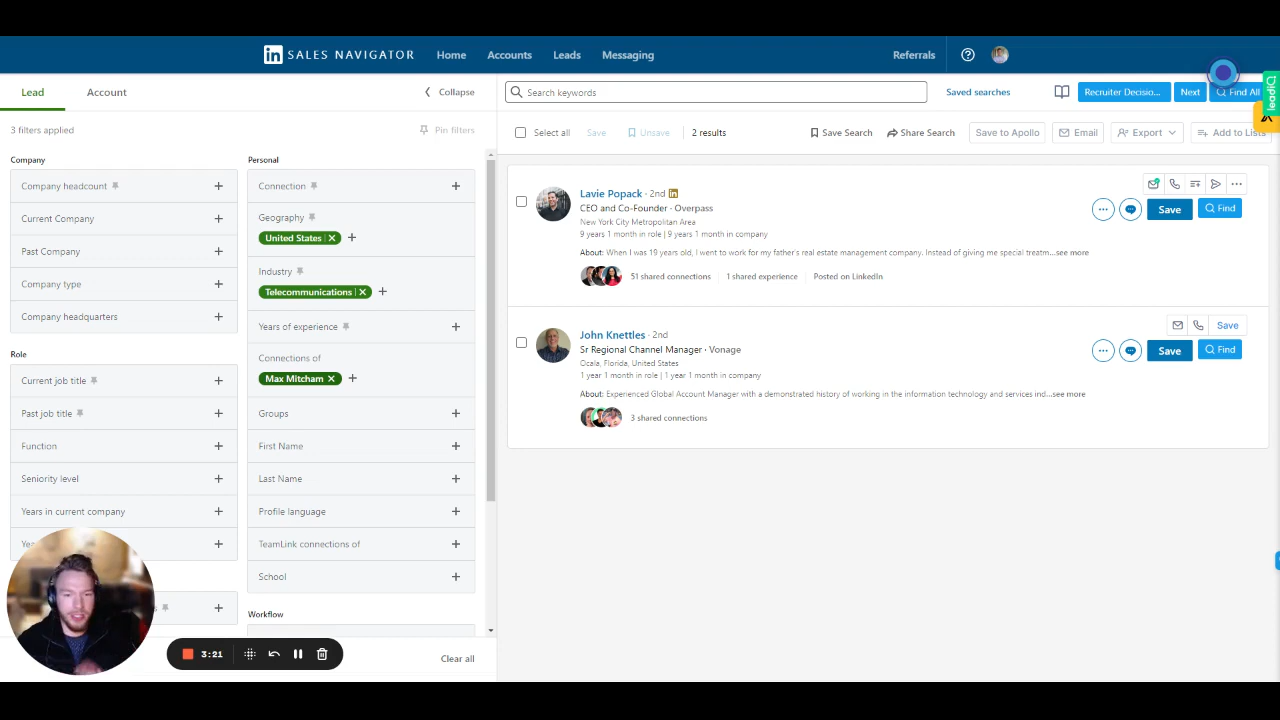 in SALES NAVIGATOR Home Accounts Leads Messaging Referrals
Lead Account Collapse
Search keywords Saved searches Recruiter Decisio... Next Find All
leadiQ
3 filters applied Pin filters
Select all Save Unsave 2 results Save Search Share Search Save to Apollo Email Export Add to Lists
Company
Company headcount
Current Company
Past Company
Company type
Company headquarters
Role
Current job title
Past job title
Function
Seniority level
Years in current company
Personal
Connection
Geography
United States
Industry
Telecommunications
Years of experience
Connections of
Max Mitcham
Groups
First Name
Last Name
Profile language
TeamLink connections of
School
Workflow
Clear all
3:21
Lavie Popack · 2nd in
CEO and Co-Founder · Overpass
New York City Metropolitan Area
9 years 1 month in role | 9 years 1 month in company
About: When I was 19 years old, I went to work for my father's real estate management company. Instead of giving me special treatm...see more
51 shared connections 1 shared experience Posted on LinkedIn
Save Find
John Knettles · 2nd
Sr Regional Channel Manager · Vonage
Ocala, Florida, United States
1 year 1 month in role | 1 year 1 month in company
About: Experienced Global Account Manager with a demonstrated history of working in the information technology and services ind...see more
3 shared connections
Save
Save Find